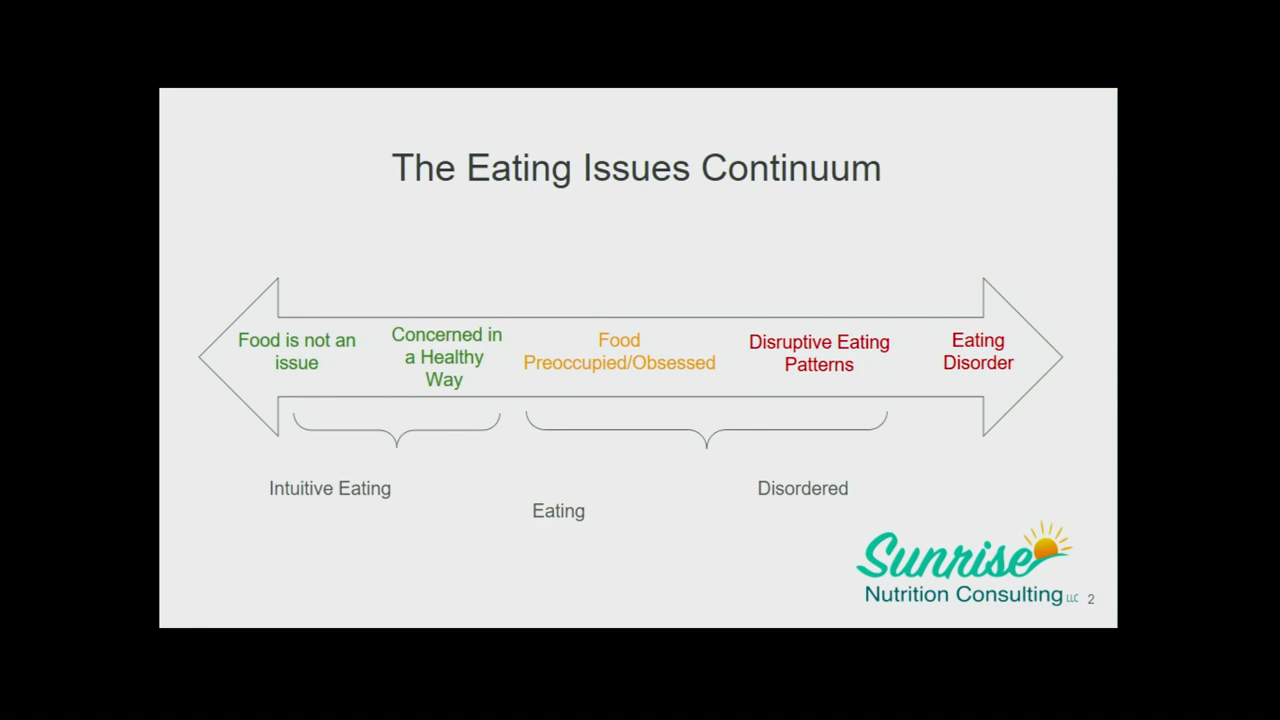 The Eating Issues Continuum
Food is not an
issue
Concerned in
a Healthy
Way
Food
Preoccupied/Obsessed
Disruptive Eating
Patterns
Eating
Disorder
Intuitive Eating
Disordered
Eating
Sunrise
Nutrition Consulting LLC
2